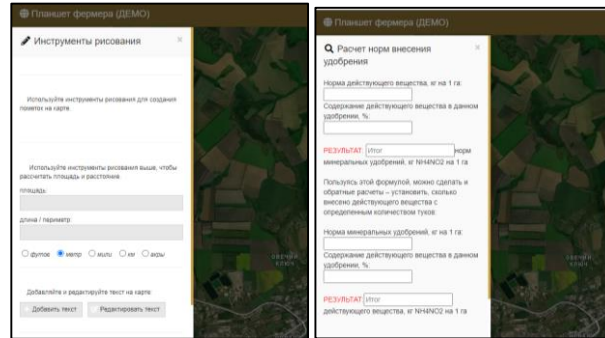 Планшет фермера (ДЕМО)
Инструменты рисования
×
Используйте инструменты рисования для создания
пометок на карте.
Используйте инструменты рисования выше, чтобы
рассчитать площадь и расстояние
площадь:
длина / периметр:
футов метр мили км акры
Добавляйте и редактируйте текст на карте:
Добавить текст Редактировать текст
Планшет фермера (ДЕМО)
Расчет норм внесения
удобрения
×
Норма действующего вещества, кг на 1 га:
Содержание действующего вещества в данном
удобрении, %:
РЕЗУЛЬТАТ: Итог норм
минеральных удобрений, кг NH4NO2 на 1 га
Пользуясь этой формулой, можно сделать и
обратные расчеты – установить, сколько
внесено действующего вещества с
определенным количеством туков:
Норма минеральных удобрений, кг на 1 га:
Содержание действующего вещества в данном
удобрении, %:
РЕЗУЛЬТАТ: Итог
действующего вещества, кг NH4NO2 на 1 га